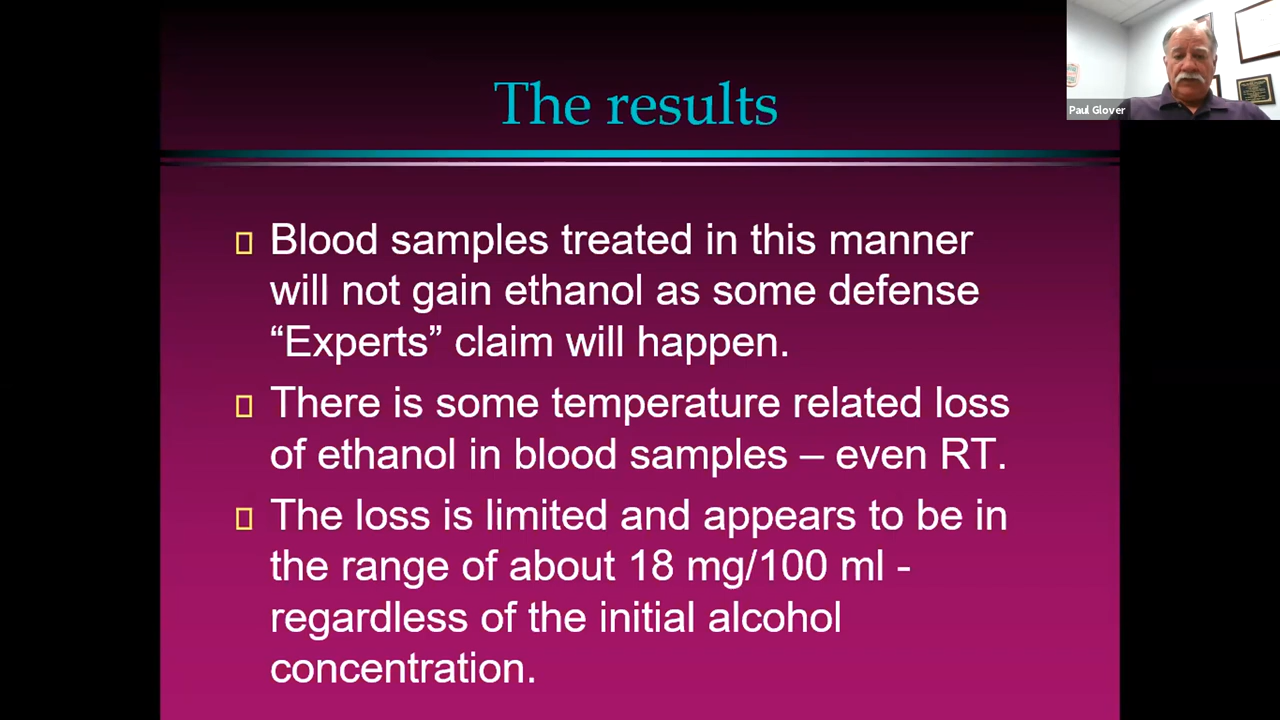 The results
Blood samples treated in this manner
will not gain ethanol as some defense
“Experts” claim will happen.
There is some temperature related loss
of ethanol in blood samples – even RT.
The loss is limited and appears to be in
the range of about 18 mg/100 ml -
regardless of the initial alcohol
concentration.
Paul Glover